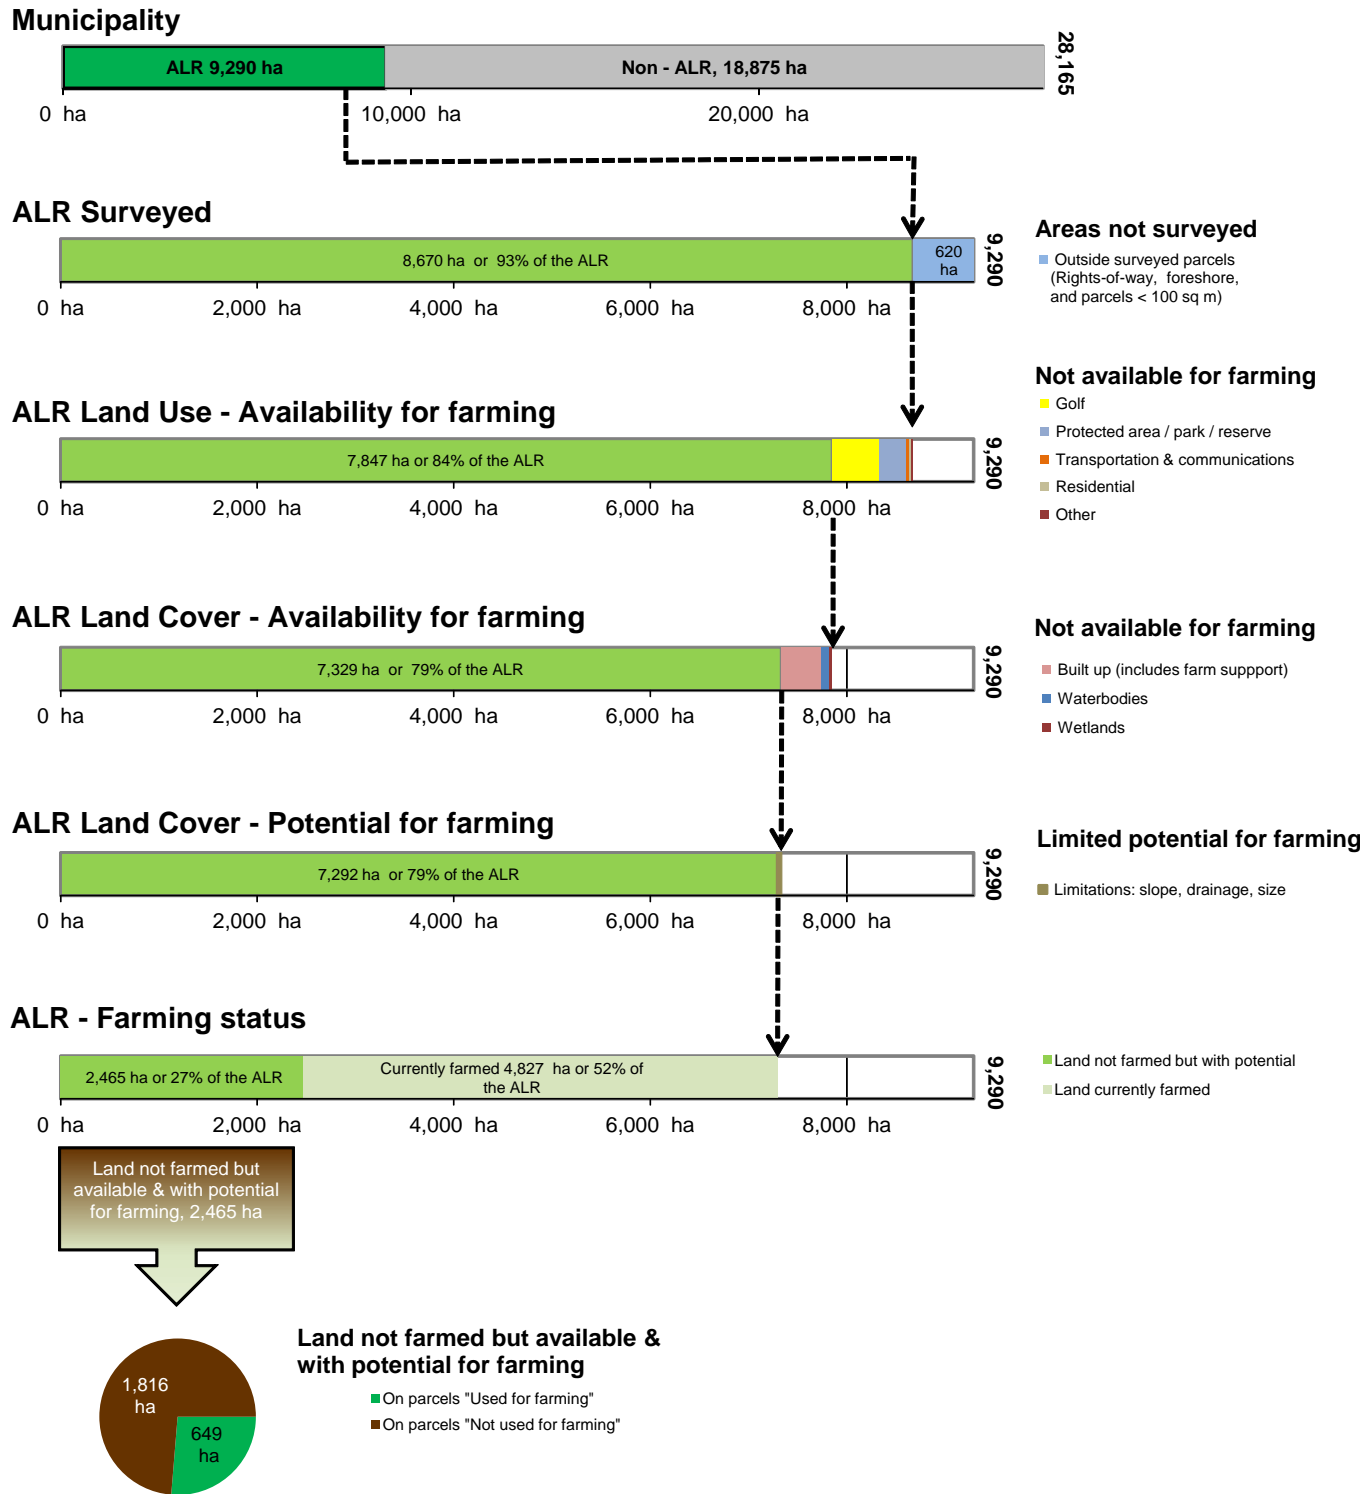 Municipality
ALR 9,290 ha
Non - ALR, 18,875 ha
28,165
0 ha
10,000 ha
20,000 ha
ALR Surveyed
8,670 ha or 93% of the ALR
620
ha
9,290
0 ha
2,000 ha
4,000 ha
6,000 ha
8,000 ha
Areas not surveyed
Outside surveyed parcels
(Rights-of-way, foreshore,
and parcels < 100 sq m)
ALR Land Use - Availability for farming
7,847 ha or 84% of the ALR
9,290
0 ha
2,000 ha
4,000 ha
6,000 ha
8,000 ha
Not available for farming
Golf
Protected area / park / reserve
Transportation & communications
Residential
Other
ALR Land Cover - Availability for farming
7,329 ha or 79% of the ALR
9,290
0 ha
2,000 ha
4,000 ha
6,000 ha
8,000 ha
Not available for farming
Built up (includes farm suppport)
Waterbodies
Wetlands
ALR Land Cover - Potential for farming
7,292 ha or 79% of the ALR
9,290
0 ha
2,000 ha
4,000 ha
6,000 ha
8,000 ha
Limited potential for farming
Limitations: slope, drainage, size
ALR - Farming status
2,465 ha or 27% of the ALR
Currently farmed 4,827 ha or 52% of
the ALR
9,290
0 ha
2,000 ha
4,000 ha
6,000 ha
8,000 ha
Land not farmed but with potential
Land currently farmed
Land not farmed but
available & with potential
for farming, 2,465 ha
Land not farmed but available &
with potential for farming
On parcels "Used for farming"
On parcels "Not used for farming"
1,816
ha
649
ha